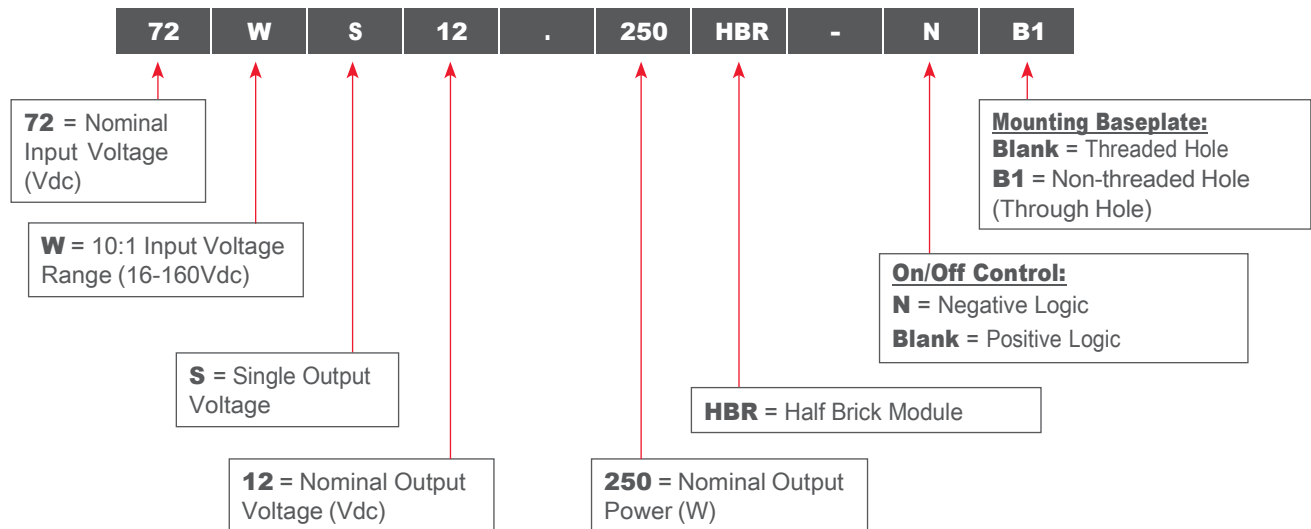 72 W S 12 . 250 HBR - N B1
72 = Nominal
Input Voltage
(Vdc)
Mounting Baseplate:
Blank = Threaded Hole
B1 = Non-threaded Hole
(Through Hole)
W = 10:1 Input Voltage
Range (16-160Vdc)
On/Off Control:
N = Negative Logic
Blank = Positive Logic
S = Single Output
Voltage
HBR = Half Brick Module
12 = Nominal Output
Voltage (Vdc)
250 = Nominal Output
Power (W)